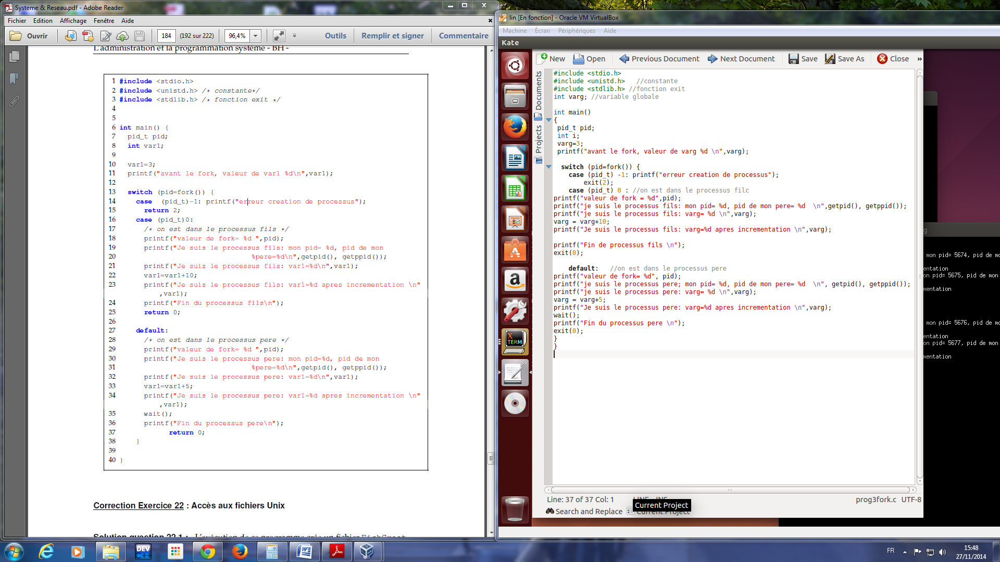 Systeme & Reseau.pdf - Adobe Reader
Fichier Edition Affichage Fenêtre Aide
Ouvrir 184 (192 sur 222) 96,4% Outils Remplir et signer Commentaire
L'administration et la programmation système - BH -
1 #include <stdio.h>
2 #include <unistd.h> /* constante*/
3 #include <stdlib.h> /* fonction exit */
4
5
6 int main() {
7 pid_t pid;
8 int var1;
9
10 var1=3;
11 printf("avant le fork, valeur de var1 %d\n",var1);
12
13 switch (pid=fork()) {
14 case (pid_t)-1: printf("erreur creation de processus");
15 return 2;
16 case (pid_t)0:
17 /* on est dans le processus fils */
18 printf("valeur de fork= %d ",pid);
19 printf("Je suis le processus fils: mon pid= %d, pid de mon
20 %pere=%d\n",getpid(), getppid());
21 printf("Je suis le processus fils: var1=%d\n",var1);
22 var1=var1+10;
23 printf("Je suis le processus fils: var1=%d apres incrementation \n"
,var1);
24 printf("Fin du processus fils\n");
25 return 0;
26
27 default:
28 /* on est dans le processus pere */
29 printf("valeur de fork= %d ",pid);
30 printf("Je suis le processus pere: mon pid=%d, pid de mon
31 %pere=%d\n",getpid(), getppid());
32 printf("Je suis le processus pere: var1=%d\n",var1);
33 var1=var1+5;
34 printf("Je suis le processus pere: var1=%d apres incrementation \n"
,var1);
35 wait();
36 printf("Fin du processus pere\n");
37 return 0;
38 }
39
40 }
Correction Exercice 22 : Accès aux fichiers Unix
Solution question 22.1 : L'exécution de ce programme crée un fichier
lin [En fonction] - Oracle VM VirtualBox
Machine Écran Périphériques Aide
Kate
New Open Previous Document Next Document Save Save As Close »
Documents
Projects
#include <stdio.h>
#include <unistd.h> //constante
#include <stdlib.h> //fonction exit
int varg; //variable globale
int main()
{
pid_t pid;
int i;
varg=3;
printf("avant le fork, valeur de varg %d \n",varg);
switch (pid=fork()) {
case (pid_t) -1: printf("erreur creation de processus");
exit(2);
case (pid_t) 0 : //on est dans le processus filc
printf("valeur de fork = %d",pid);
printf("je suis le processus fils: mon pid= %d, pid de mon pere= %d \n",getpid(), getppid());
printf("je suis le processus fils: varg= %d \n",varg);
varg = varg+10;
printf("Je suis le processus fils: varg=%d apres incrementation \n",varg);
printf("Fin de processus fils \n");
exit(0);
default: //on est dans le processus pere
printf("valeur de fork= %d", pid);
printf("je suis le processus pere; mon pid= %d, pid de mon pere= %d \n", getpid(), getppid());
printf("je suis le processus pere: varg= %d \n",varg);
varg = varg+5;
printf("Je suis le processus pere: varg=%d apres incrementation \n",varg);
wait();
printf("Fin du processus pere \n");
exit(0);
}
}
Line: 37 of 37 Col: 1 LINE INS prog3fork.c UTF-8
Current Project
Search and Replace Current Project
g
mon pid= 5674, pid de mo
entation
on pid= 5675, pid de mon
mentation
mon pid= 5676, pid de mo
entation
on pid= 5677, pid de mon
mentation
X TERM
DEV C++
FR 15:48
27/11/2014